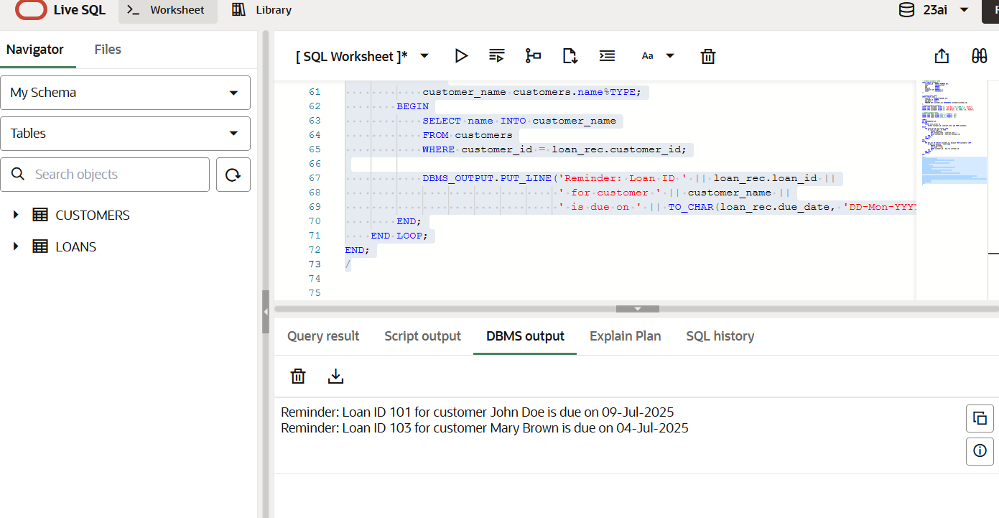 Live SQL
Worksheet
Library
23ai
Navigator
Files
My Schema
Tables
Search objects
CUSTOMERS
LOANS
[ SQL Worksheet ]*
Aa
61 customer_name customers.name%TYPE;
62 BEGIN
63 SELECT name INTO customer_name
64 FROM customers
65 WHERE customer_id = loan_rec.customer_id;
66
67 DBMS_OUTPUT.PUT_LINE('Reminder: Loan ID ' || loan_rec.loan_id ||
68 ' for customer ' || customer_name ||
69 ' is due on ' || TO_CHAR(loan_rec.due_date, 'DD-Mon-YYY
70 END;
71 END LOOP;
72 END;
73 /
74
75
Query result
Script output
DBMS output
Explain Plan
SQL history
Reminder: Loan ID 101 for customer John Doe is due on 09-Jul-2025
Reminder: Loan ID 103 for customer Mary Brown is due on 04-Jul-2025